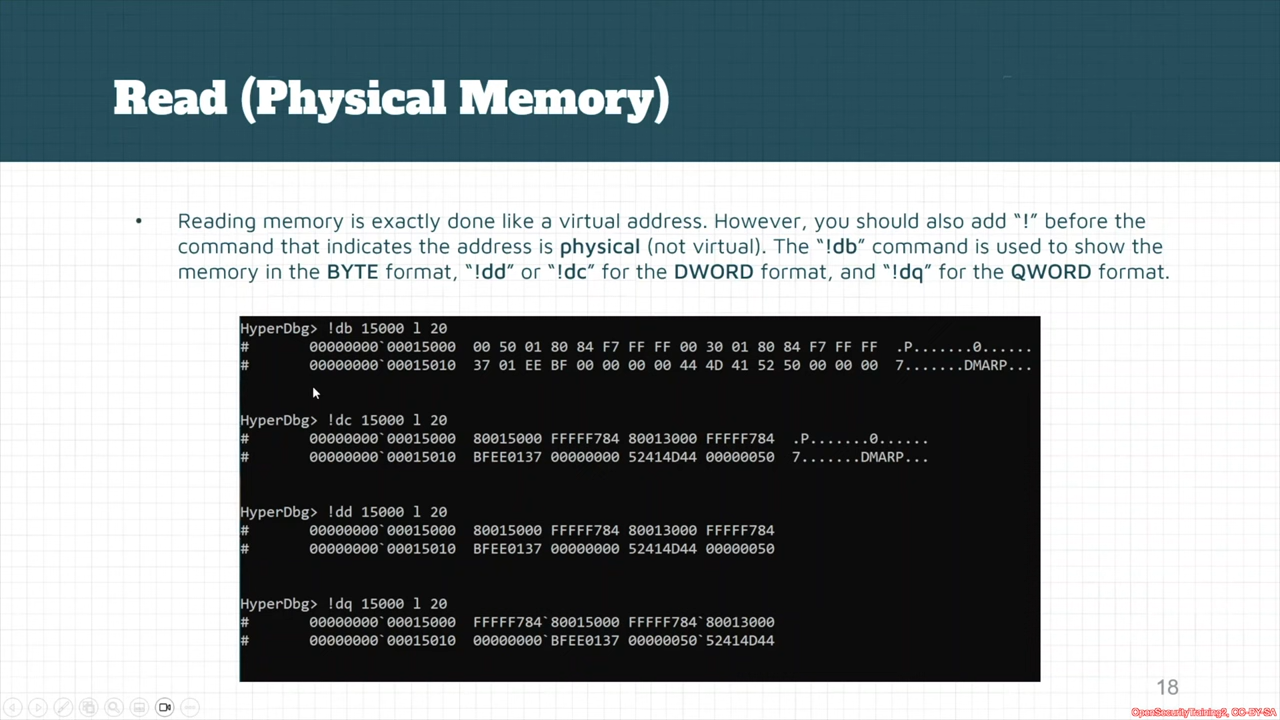 Read (Physical Memory)
• Reading memory is exactly done like a virtual address. However, you should also add “!” before the
command that indicates the address is physical (not virtual). The “!db” command is used to show the
memory in the BYTE format, “!dd” or “!dc” for the DWORD format, and “!dq” for the QWORD format.
HyperDbg> !db 15000 l 20
#       00000000`00015000  00 50 01 80 84 F7 FF FF 00 30 01 80 84 F7 FF FF  .P.......0......
#       00000000`00015010  37 01 EE BF 00 00 00 00 44 4D 41 52 50 00 00 00  7.......DMARP...
HyperDbg> !dc 15000 l 20
#       00000000`00015000  80015000 FFFFF784 80013000 FFFFF784  .P.......0......
#       00000000`00015010  BFEE0137 00000000 52414D44 00000050  7.......DMARP...
HyperDbg> !dd 15000 l 20
#       00000000`00015000  80015000 FFFFF784 80013000 FFFFF784
#       00000000`00015010  BFEE0137 00000000 52414D44 00000050
HyperDbg> !dq 15000 l 20
#       00000000`00015000  FFFFF784`80015000 FFFFF784`80013000
#       00000000`00015010  00000000`BFEE0137 00000050`52414D44
18
OpenSecurityTraining2, CC-BY-SA